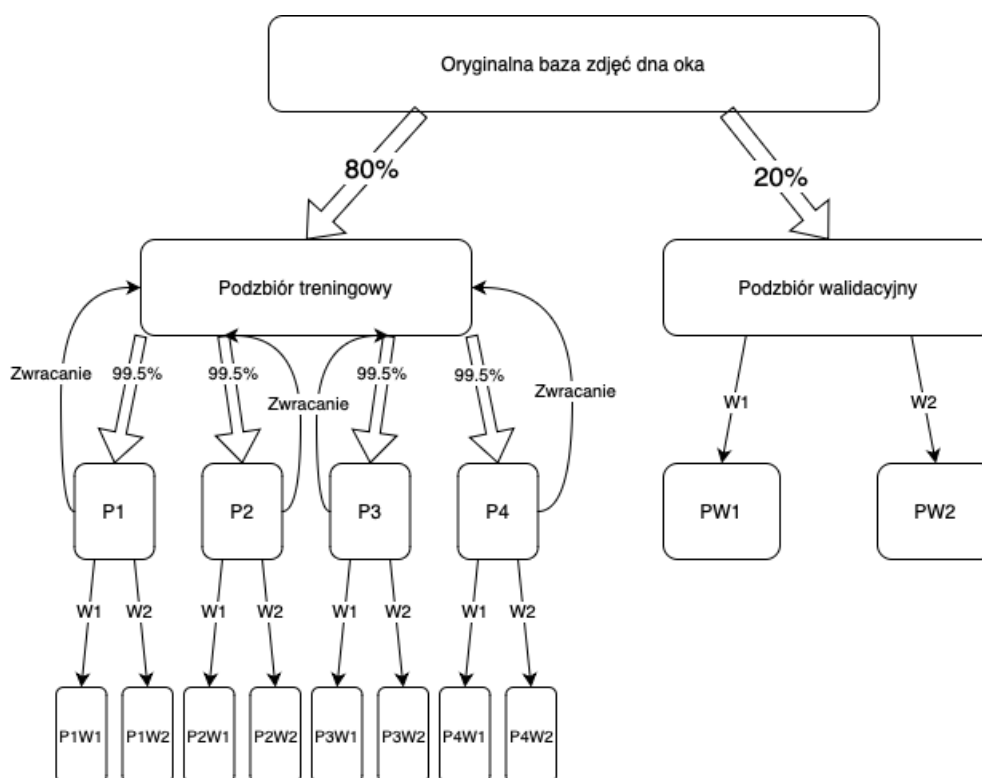 Oryginalna baza zdjęć dna oka
80%
20%
Podzbiór treningowy
Podzbiór walidacyjny
Zwracanie
99.5%
99.5%
Zwracanie
99.5%
99.5%
Zwracanie
W1
W2
P1
P2
P3
P4
PW1
PW2
W1
W2
W1
W2
W1
W2
W1
W2
P1W1
P1W2
P2W1
P2W2
P3W1
P3W2
P4W1
P4W2